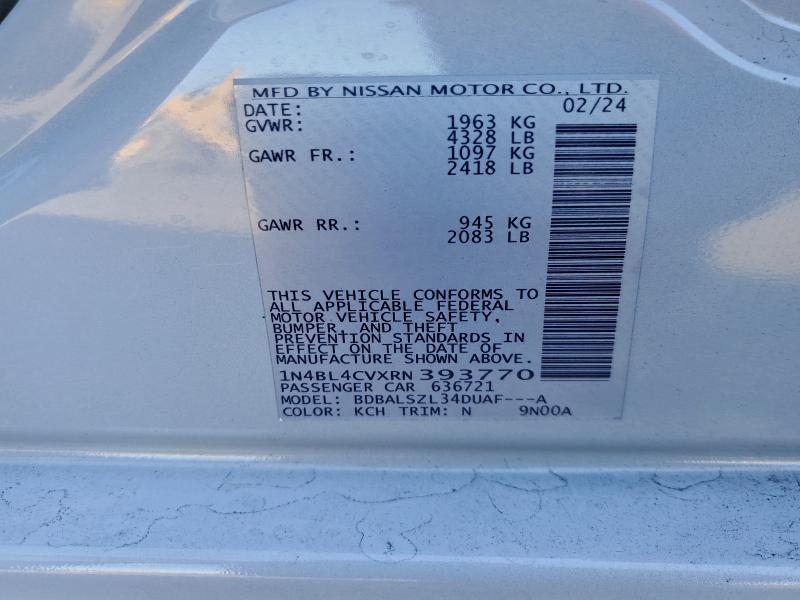 MFD BY NISSAN MOTOR CO., LTD.
DATE: 02/24
GVWR: 1963 KG
4328 LB
GAWR FR.: 1097 KG
2418 LB
GAWR RR.: 945 KG
2083 LB
THIS VEHICLE CONFORMS TO
ALL APPLICABLE FEDERAL
MOTOR VEHICLE SAFETY,
BUMPER, AND THEFT
PREVENTION STANDARDS IN
EFFECT ON THE DATE OF
MANUFACTURE SHOWN ABOVE.
1N4BL4CVXRN393770
PASSENGER CAR 636721
MODEL: BDBALSZL34DUAF---A
COLOR: KCH TRIM: N 9N00A